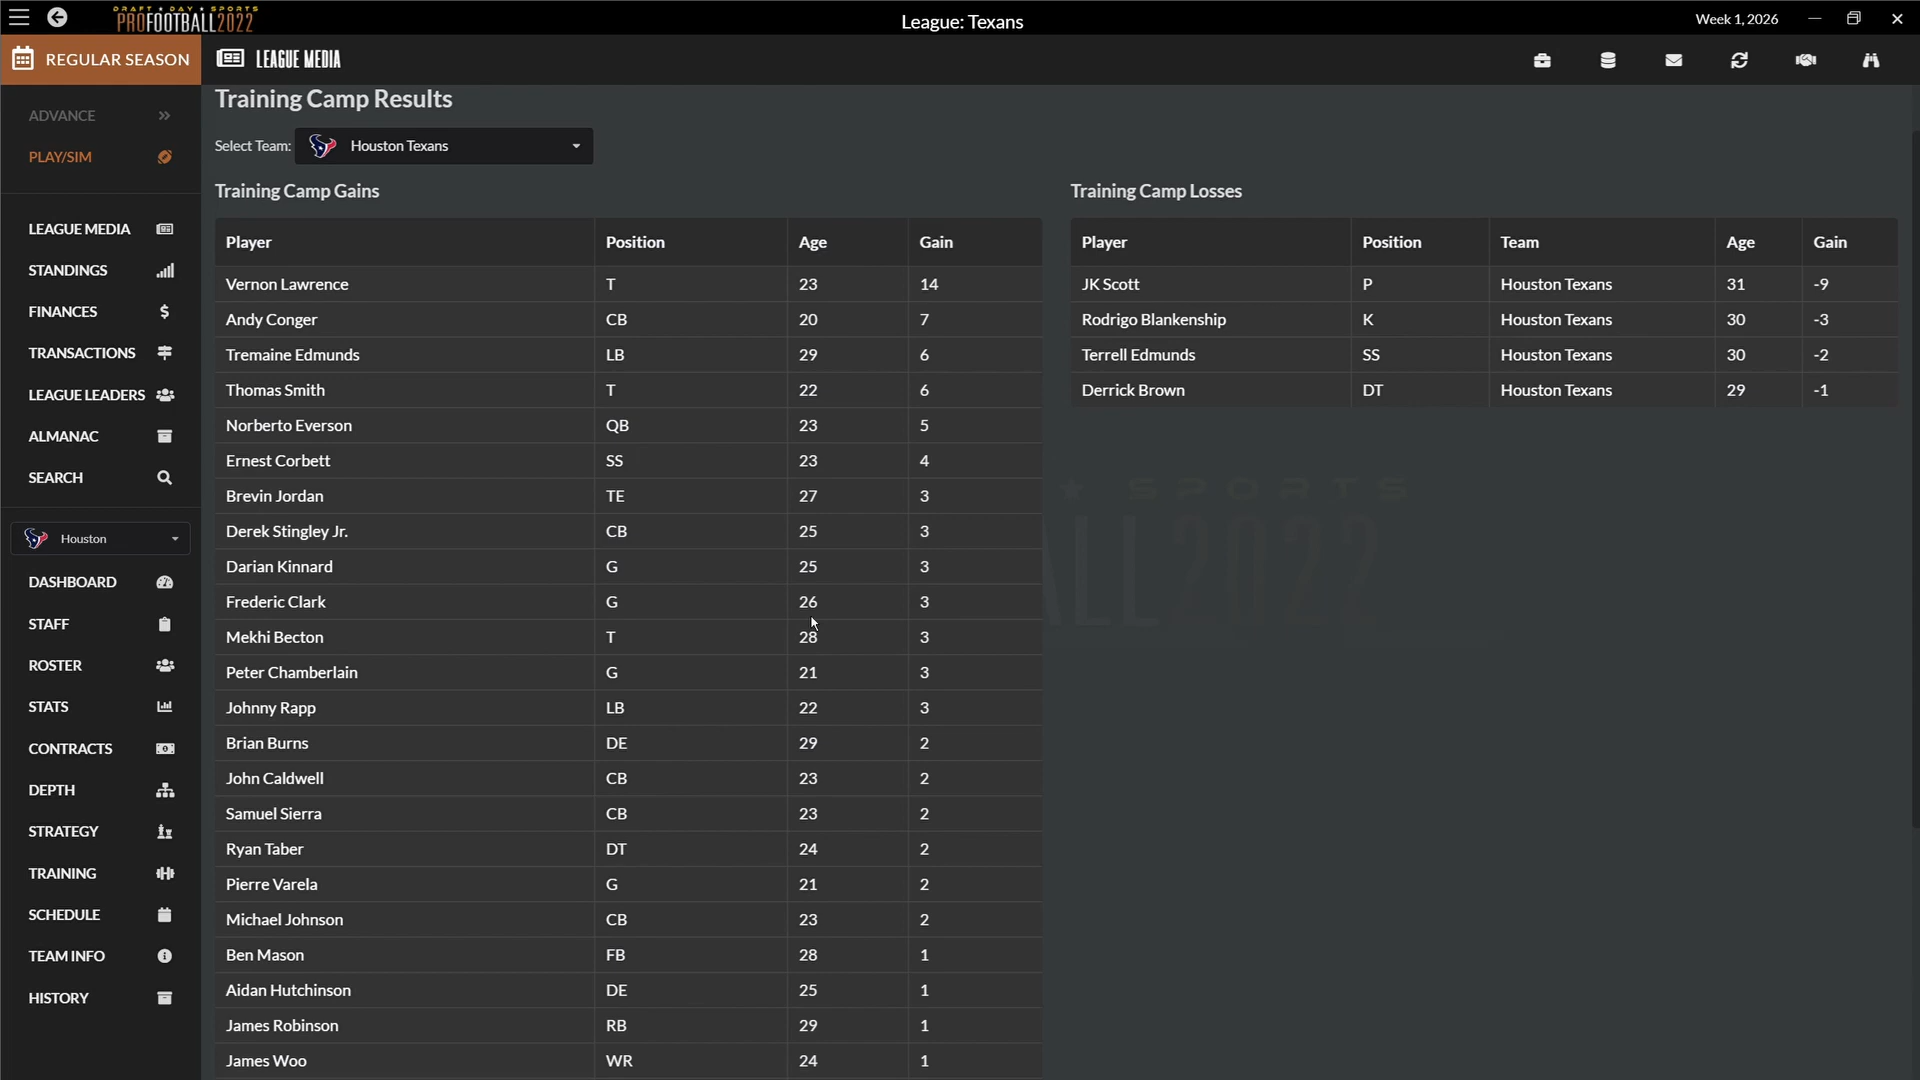 DRAFT DAY SPORTS
PROFOOTBALL2022
League: Texans
Week 1, 2026
REGULAR SEASON
LEAGUE MEDIA
ADVANCE
PLAY/SIM
LEAGUE MEDIA
STANDINGS
FINANCES
TRANSACTIONS
LEAGUE LEADERS
ALMANAC
SEARCH
Houston
DASHBOARD
STAFF
ROSTER
STATS
CONTRACTS
DEPTH
STRATEGY
TRAINING
SCHEDULE
TEAM INFO
HISTORY
Training Camp Results
Select Team: Houston Texans
Training Camp Gains
Player Position Age Gain
Vernon Lawrence T 23 14
Andy Conger CB 20 7
Tremaine Edmunds LB 29 6
Thomas Smith T 22 6
Norberto Everson QB 23 5
Ernest Corbett SS 23 4
Brevin Jordan TE 27 3
Derek Stingley Jr. CB 25 3
Darian Kinnard G 25 3
Frederic Clark G 26 3
Mekhi Becton T 28 3
Peter Chamberlain G 21 3
Johnny Rapp LB 22 3
Brian Burns DE 29 2
John Caldwell CB 23 2
Samuel Sierra CB 23 2
Ryan Taber DT 24 2
Pierre Varela G 21 2
Michael Johnson CB 23 2
Ben Mason FB 28 1
Aidan Hutchinson DE 25 1
James Robinson RB 29 1
James Woo WR 24 1
Training Camp Losses
Player Position Team Age Gain
JK Scott P Houston Texans 31 -9
Rodrigo Blankenship K Houston Texans 30 -3
Terrell Edmunds SS Houston Texans 30 -2
Derrick Brown DT Houston Texans 29 -1
SPORTS
ALL2022